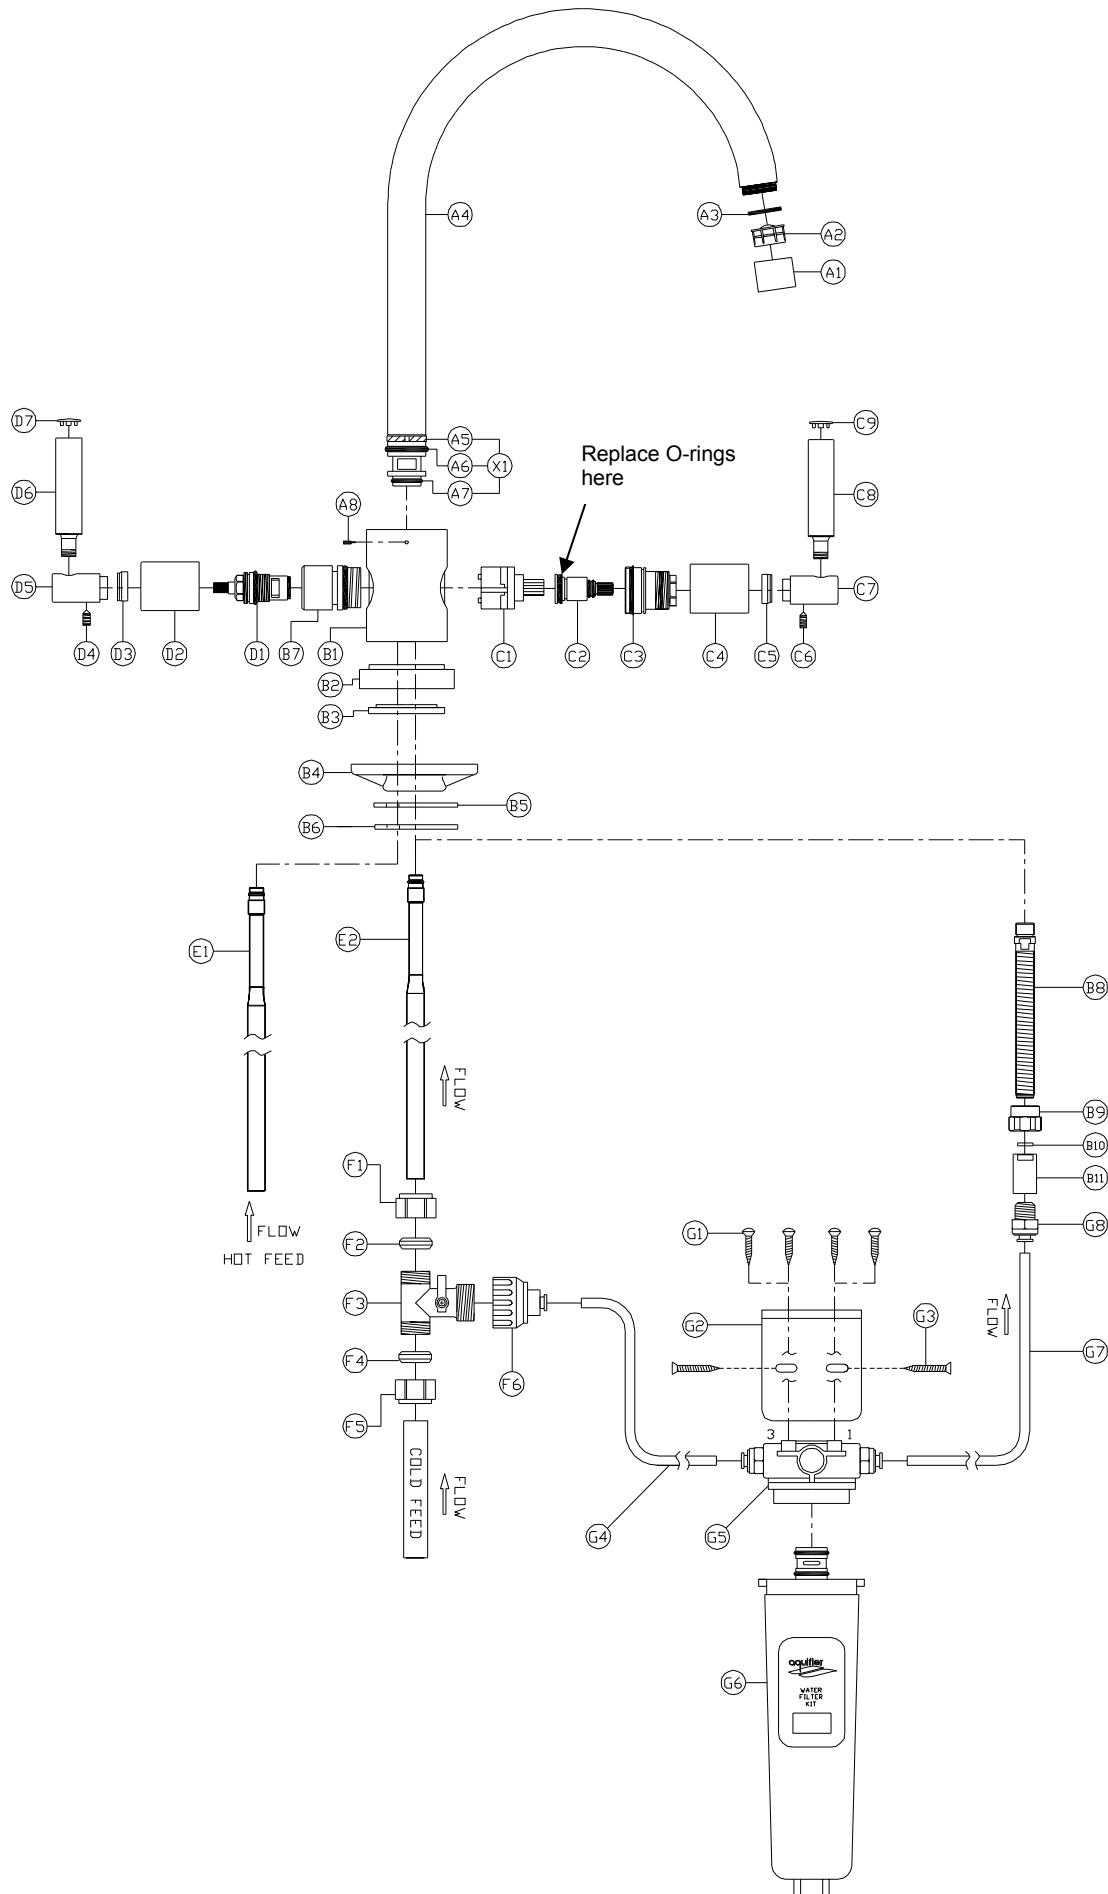 A4
A3
A2
A1
D7
C9
A5
Replace O-rings
here
A6
X1
D6
A7
C8
A8
D5
C7
D4
D3
D2
D1
B7
B1
C1
C2
C3
C4
C5
C6
B2
B3
B4
B5
B6
E1
E2
B8
FLOW
B9
B10
F1
B11
FLOW
HOT FEED
G1
G8
F2
F3
FLOW
G2
G3
F4
G7
F6
F5
3
1
COLD FEED
FLOW
G4
G5
aquifier
G6
WATER
FILTER
KIT